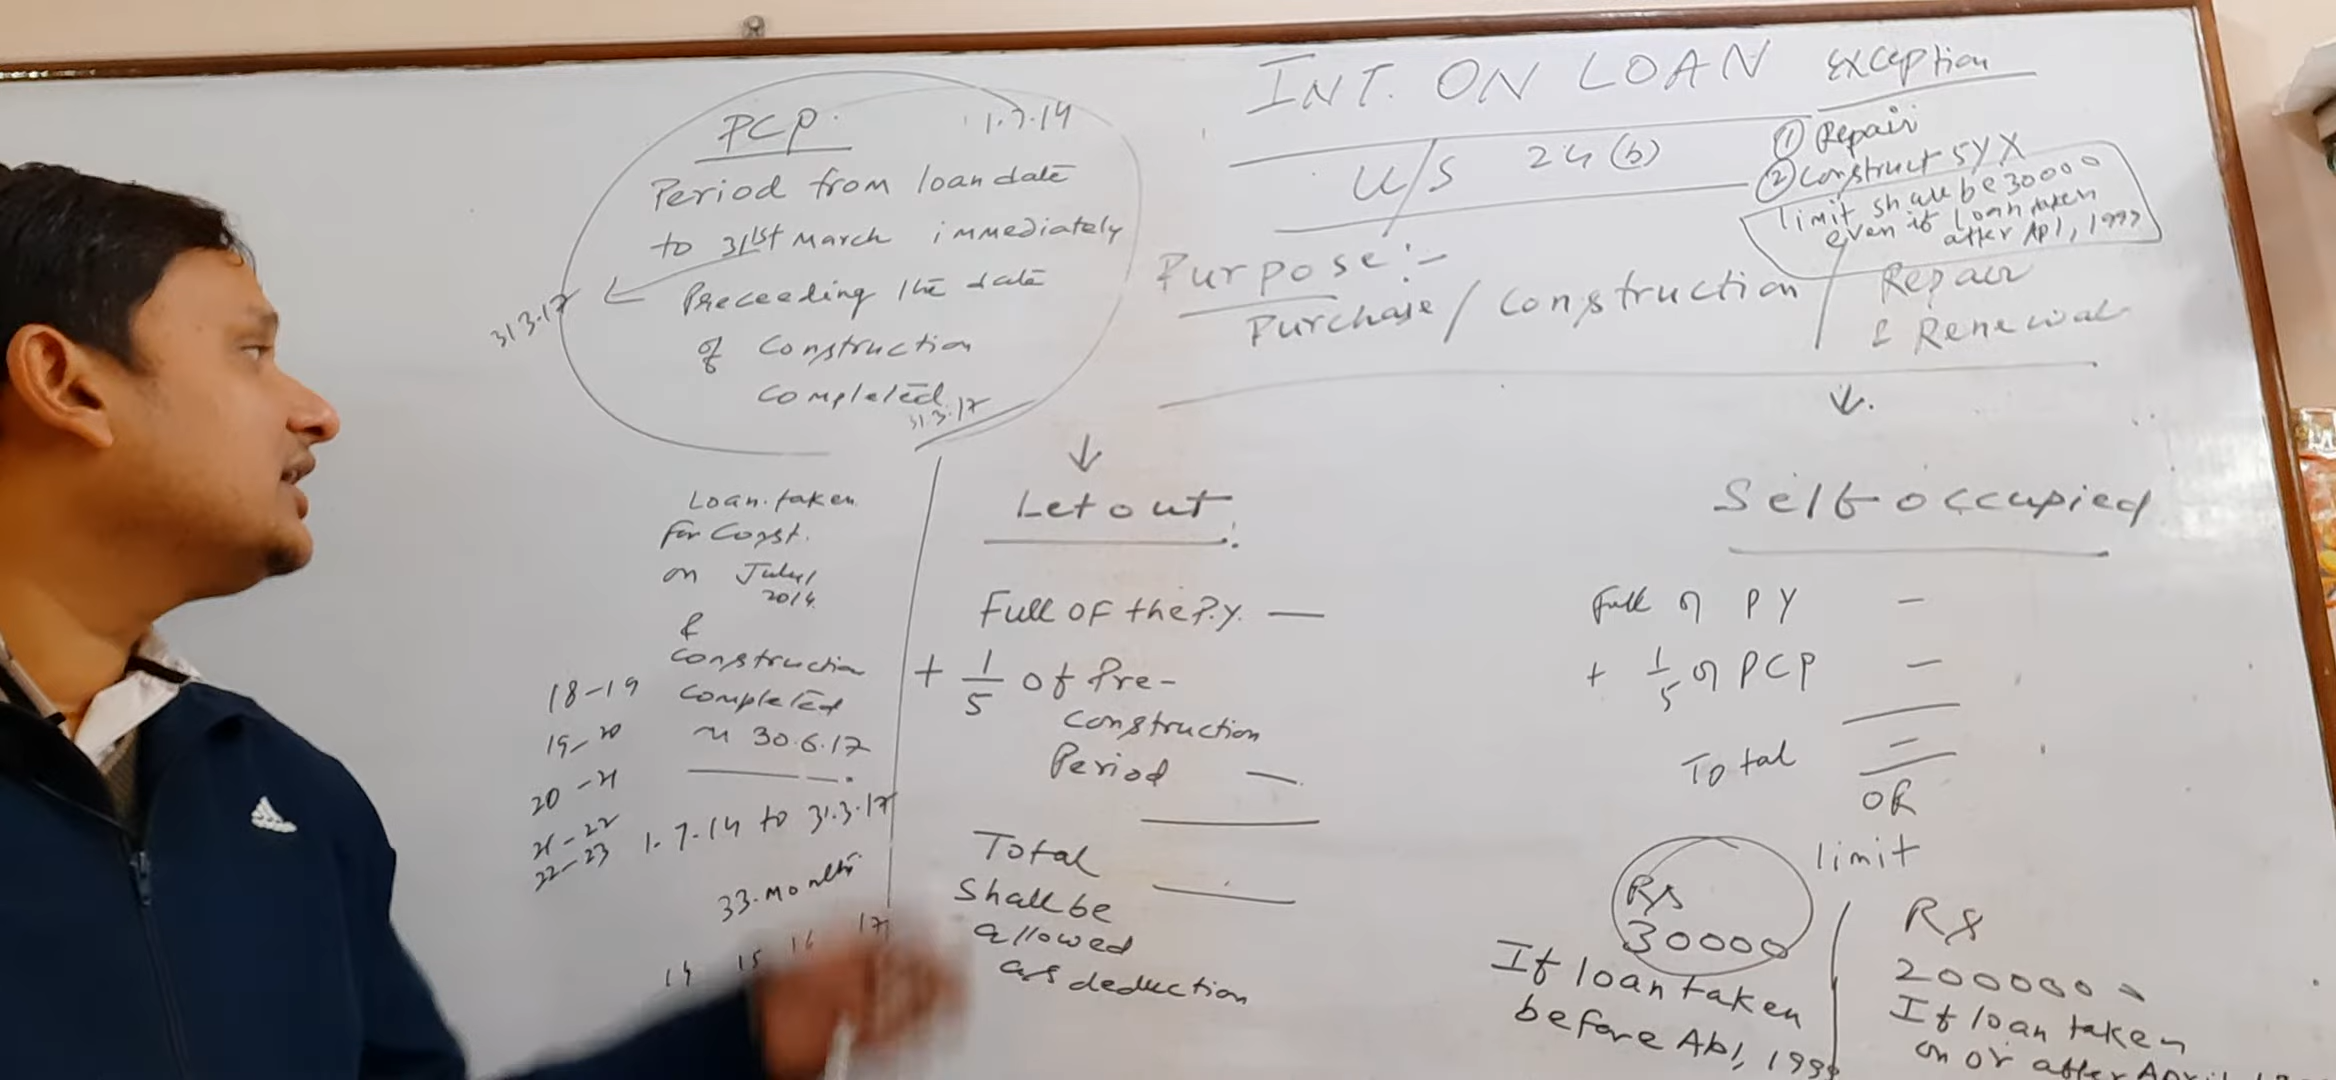 PCP.
1.7.14
Period from loan date
to 31st March immediately
31.3.17
Preceeding the date
of construction
completed
31.3.17
Loan taken
for Const.
on July 1
2014
&
construction
completed
30.6.17
18-19
19-20
20-21
21-22
22-23
1.7.14 to 31.3.17
33 months
14 15 16 17
INT. ON LOAN
U/S 24(b)
Exception
① Repair
② Construct 5YX
limit shall be 30000
even if loan taken
after Apl, 1999
Purpose:-
Purchase / Construction / Repair
& Renewal
↓
Let out
Full of the P.Y. —
+ 1/5 of Pre-
construction
Period —
Total
Shall be
allowed
as deduction
↓
Self occupied
Full of PY —
+ 1/5 of PCP —
Total —
OR
limit
Rs
30000
If loan taken
before Apl, 1999
Rs
200000
If loan taken
on or after April